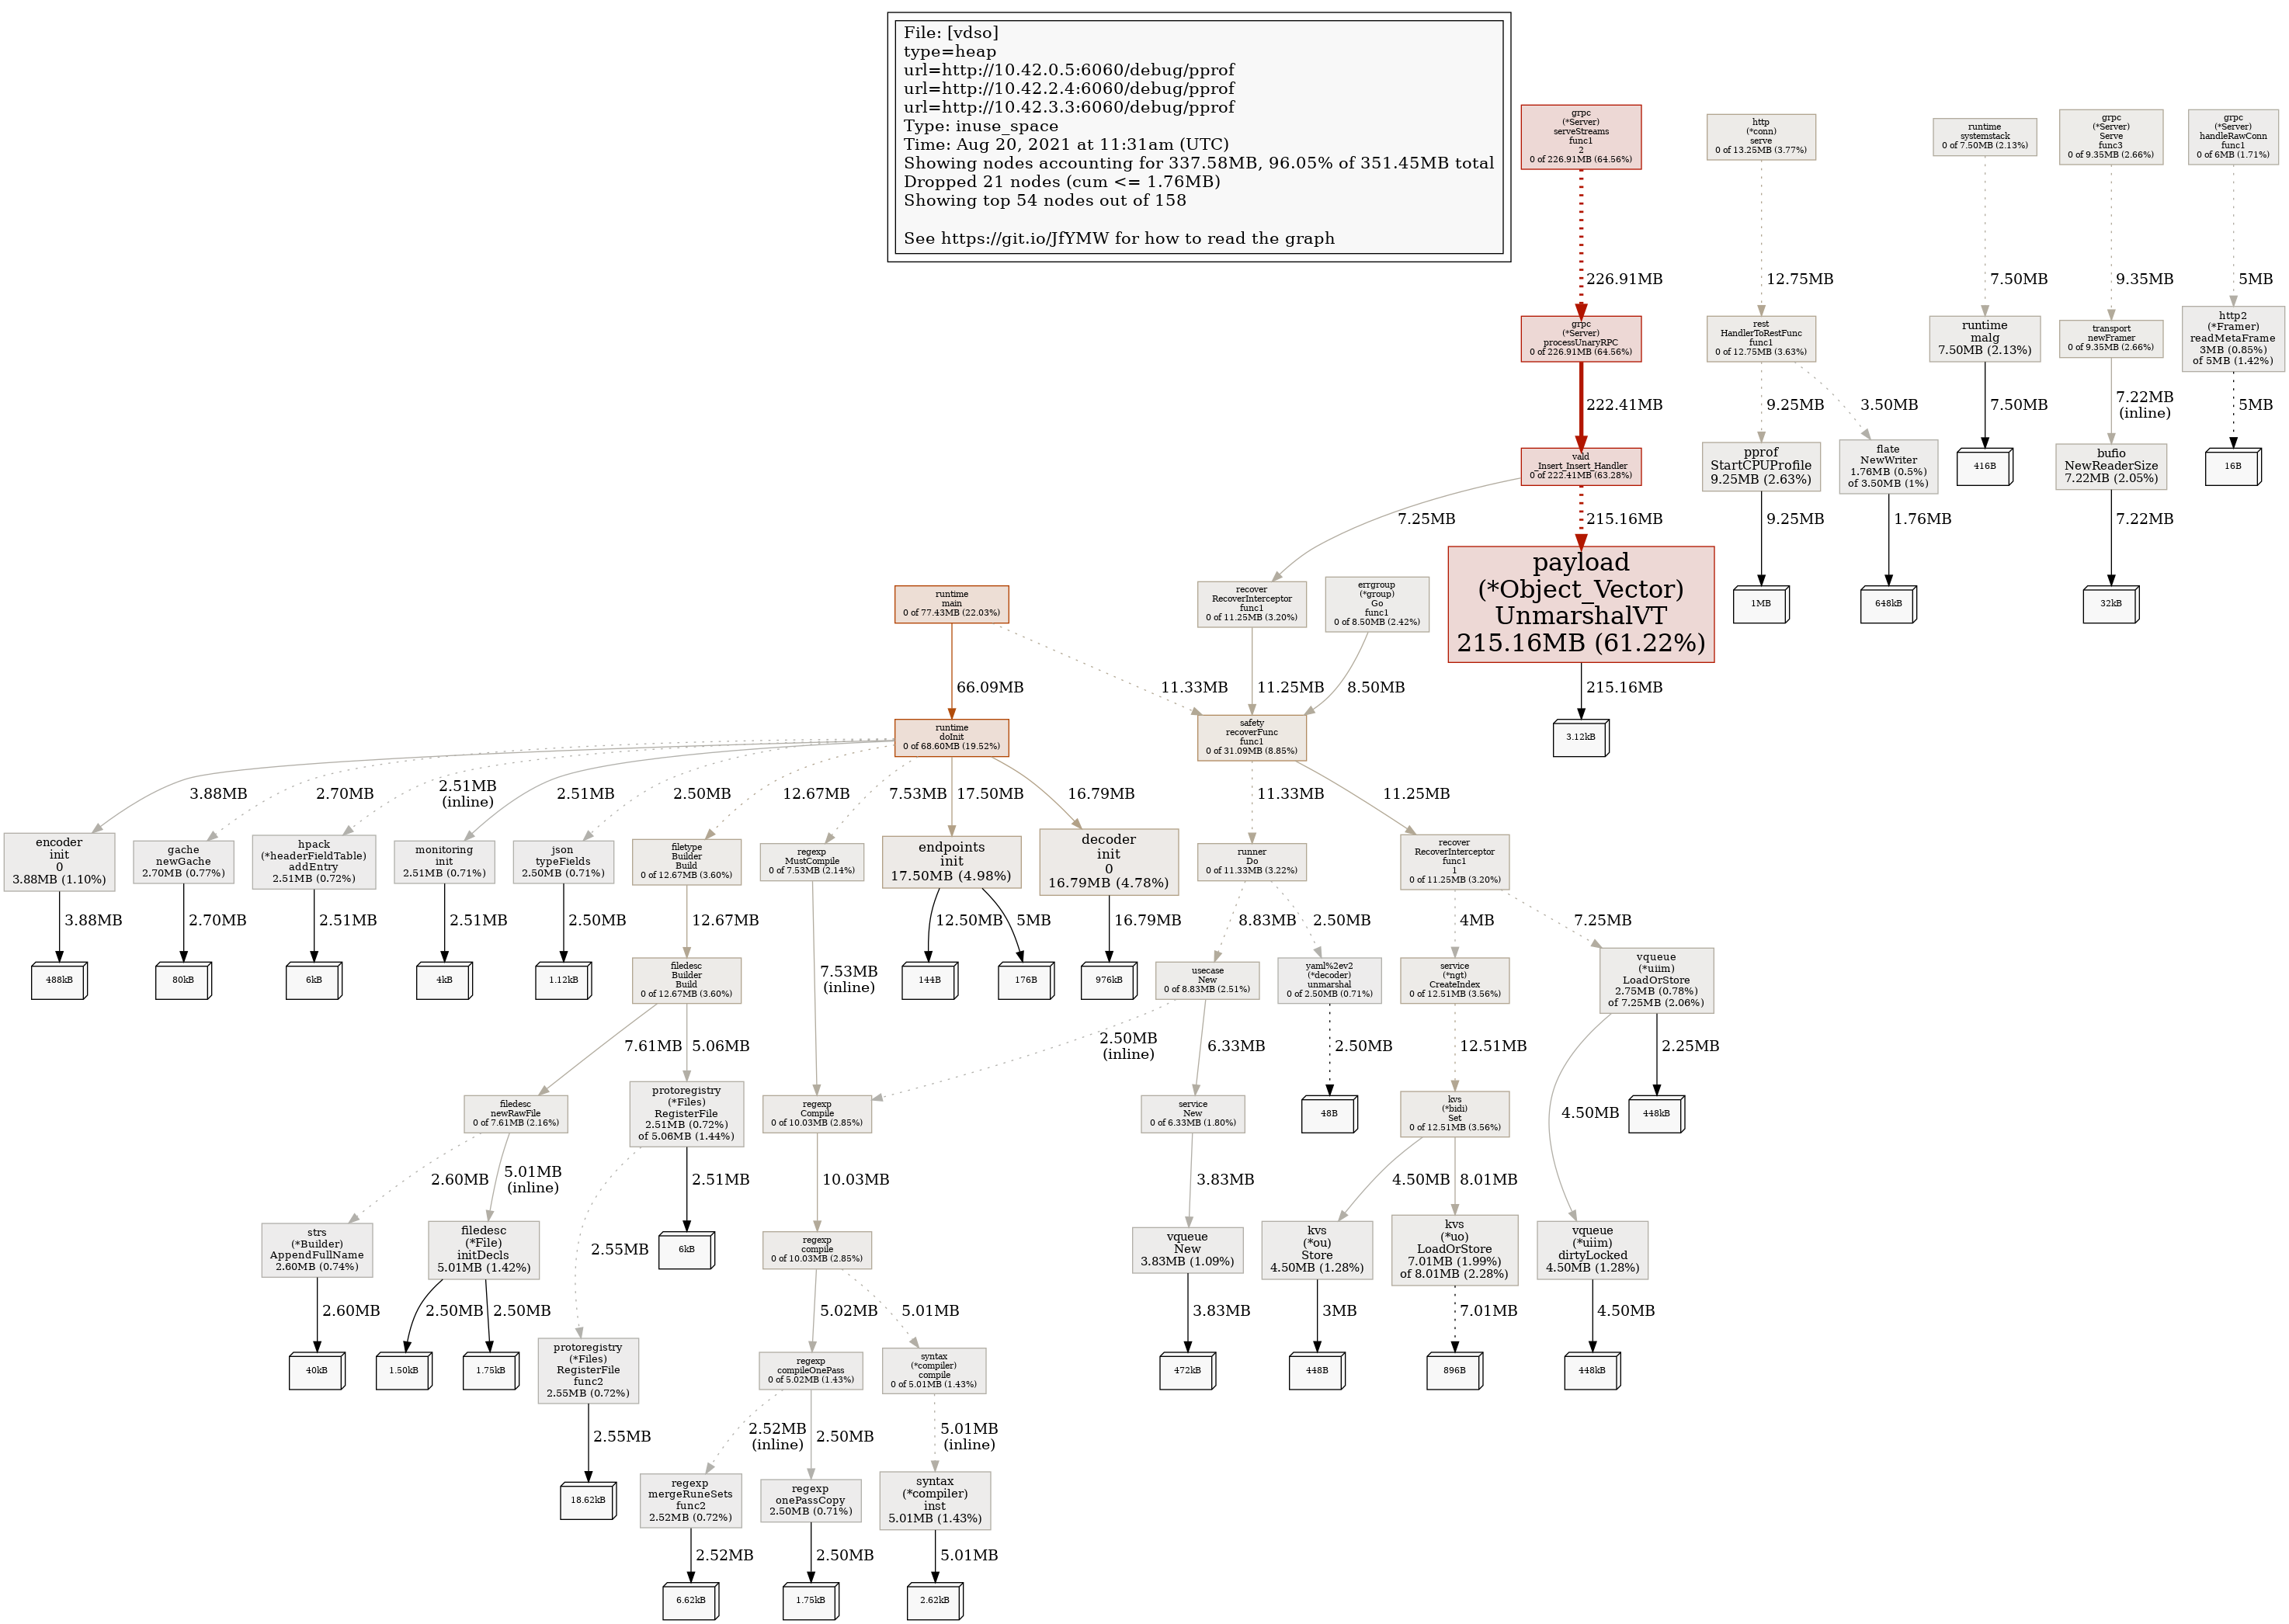 File: [vdso]
type=heap
url=http://10.42.0.5:6060/debug/pprof
url=http://10.42.2.4:6060/debug/pprof
url=http://10.42.3.3:6060/debug/pprof
Type: inuse_space
Time: Aug 20, 2021 at 11:31am (UTC)
Showing nodes accounting for 337.58MB, 96.05% of 351.45MB total
Dropped 21 nodes (cum <= 1.76MB)
Showing top 54 nodes out of 158
See https://git.io/JfYMW for how to read the graph
grpc
(*Server)
serveStreams
func1
2
0 of 226.91MB (64.56%)
http
(*conn)
serve
0 of 13.25MB (3.77%)
runtime
systemstack
0 of 7.50MB (2.13%)
grpc
(*Server)
Serve
func3
0 of 9.35MB (2.66%)
grpc
(*Server)
handleRawConn
func1
0 of 6MB (1.71%)
226.91MB
12.75MB
7.50MB
9.35MB
5MB
grpc
(*Server)
processUnaryRPC
0 of 226.91MB (64.56%)
rest
HandlerToRestFunc
func1
0 of 12.75MB (3.63%)
runtime
malg
7.50MB (2.13%)
transport
newFramer
0 of 9.35MB (2.66%)
http2
(*Framer)
readMetaFrame
3MB (0.85%)
of 5MB (1.42%)
222.41MB
9.25MB
3.50MB
7.50MB
7.22MB
(inline)
5MB
vald
_Insert_Insert_Handler
0 of 222.41MB (63.28%)
pprof
StartCPUProfile
9.25MB (2.63%)
flate
NewWriter
1.76MB (0.5%)
of 3.50MB (1%)
416B
bufio
NewReaderSize
7.22MB (2.05%)
16B
7.25MB
215.16MB
9.25MB
1.76MB
7.22MB
runtime
main
0 of 77.43MB (22.03%)
recover
RecoverInterceptor
func1
0 of 11.25MB (3.20%)
errgroup
(*group)
Go
func1
0 of 8.50MB (2.42%)
payload
(*Object_Vector)
UnmarshalVT
215.16MB (61.22%)
1MB
648kB
32kB
66.09MB
11.33MB
11.25MB
8.50MB
215.16MB
runtime
doInit
0 of 68.60MB (19.52%)
safety
recoverFunc
func1
0 of 31.09MB (8.85%)
3.12kB
3.88MB
2.70MB
2.51MB
(inline)
2.51MB
2.50MB
12.67MB
7.53MB
17.50MB
16.79MB
11.33MB
11.25MB
encoder
init
0
3.88MB (1.10%)
gache
newGache
2.70MB (0.77%)
hpack
(*headerFieldTable)
addEntry
2.51MB (0.72%)
monitoring
init
2.51MB (0.71%)
json
typeFields
2.50MB (0.71%)
filetype
Builder
Build
0 of 12.67MB (3.60%)
regexp
MustCompile
0 of 7.53MB (2.14%)
endpoints
init
17.50MB (4.98%)
decoder
init
0
16.79MB (4.78%)
runner
Do
0 of 11.33MB (3.22%)
recover
RecoverInterceptor
func1
1
0 of 11.25MB (3.20%)
3.88MB
2.70MB
2.51MB
2.51MB
2.50MB
12.67MB
7.53MB
(inline)
12.50MB
5MB
16.79MB
8.83MB
2.50MB
4MB
7.25MB
488kB
80kB
6kB
4kB
1.12kB
filedesc
Builder
Build
0 of 12.67MB (3.60%)
144B
176B
976kB
usecase
New
0 of 8.83MB (2.51%)
yaml%2ev2
(*decoder)
unmarshal
0 of 2.50MB (0.71%)
service
(*ngt)
CreateIndex
0 of 12.51MB (3.56%)
vqueue
(*uiim)
LoadOrStore
2.75MB (0.78%)
of 7.25MB (2.06%)
7.61MB
5.06MB
2.50MB
(inline)
6.33MB
2.50MB
12.51MB
4.50MB
2.25MB
filedesc
newRawFile
0 of 7.61MB (2.16%)
protoregistry
(*Files)
RegisterFile
2.51MB (0.72%)
of 5.06MB (1.44%)
regexp
Compile
0 of 10.03MB (2.85%)
service
New
0 of 6.33MB (1.80%)
48B
kvs
(*bidi)
Set
0 of 12.51MB (3.56%)
448kB
2.60MB
5.01MB
(inline)
2.55MB
2.51MB
10.03MB
3.83MB
4.50MB
8.01MB
strs
(*Builder)
AppendFullName
2.60MB (0.74%)
filedesc
(*File)
initDecls
5.01MB (1.42%)
6kB
regexp
compile
0 of 10.03MB (2.85%)
vqueue
New
3.83MB (1.09%)
kvs
(*ou)
Store
4.50MB (1.28%)
kvs
(*uo)
LoadOrStore
7.01MB (1.99%)
of 8.01MB (2.28%)
vqueue
(*uiim)
dirtyLocked
4.50MB (1.28%)
2.60MB
2.50MB
2.50MB
5.02MB
5.01MB
3.83MB
3MB
7.01MB
4.50MB
40kB
1.50kB
1.75kB
protoregistry
(*Files)
RegisterFile
func2
2.55MB (0.72%)
regexp
compileOnePass
0 of 5.02MB (1.43%)
syntax
(*compiler)
compile
0 of 5.01MB (1.43%)
472kB
448B
896B
448kB
2.55MB
2.52MB
(inline)
2.50MB
5.01MB
(inline)
18.62kB
regexp
mergeRuneSets
func2
2.52MB (0.72%)
regexp
onePassCopy
2.50MB (0.71%)
syntax
(*compiler)
inst
5.01MB (1.43%)
2.52MB
2.50MB
5.01MB
6.62kB
1.75kB
2.62kB